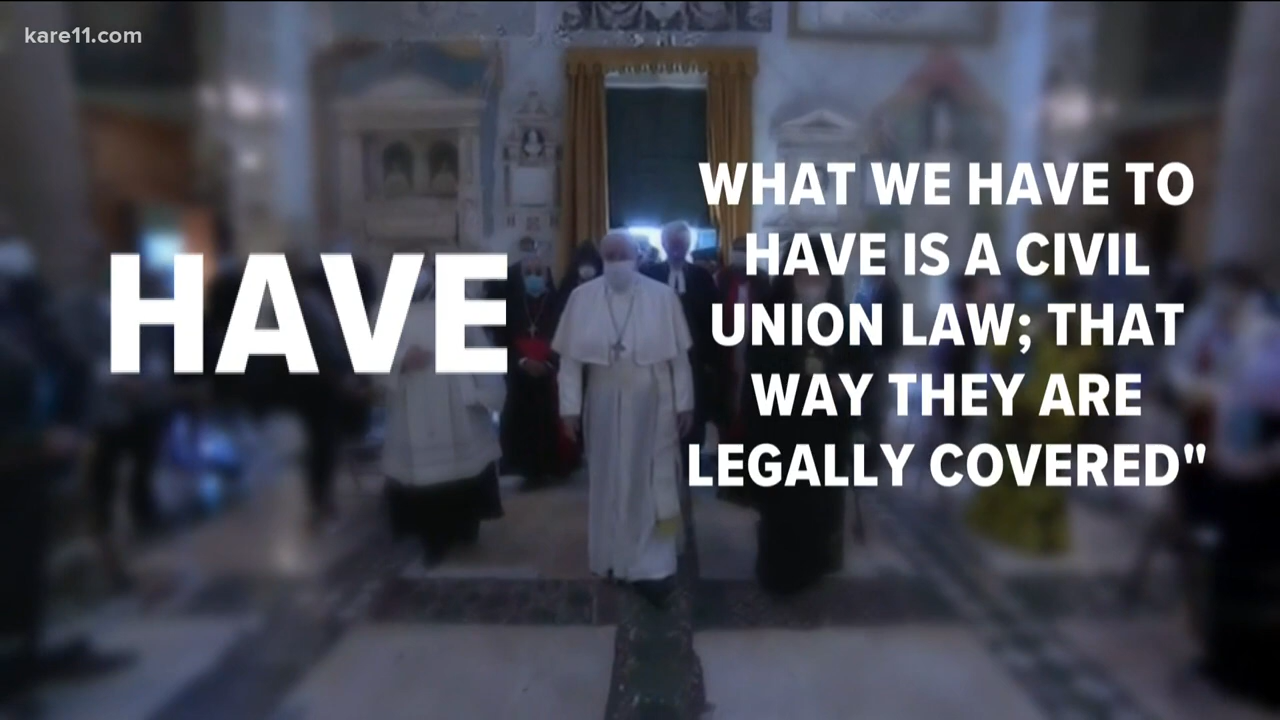 kare11.com
HAVE
WHAT WE HAVE TO
HAVE IS A CIVIL
UNION LAW; THAT
WAY THEY ARE
LEGALLY COVERED"